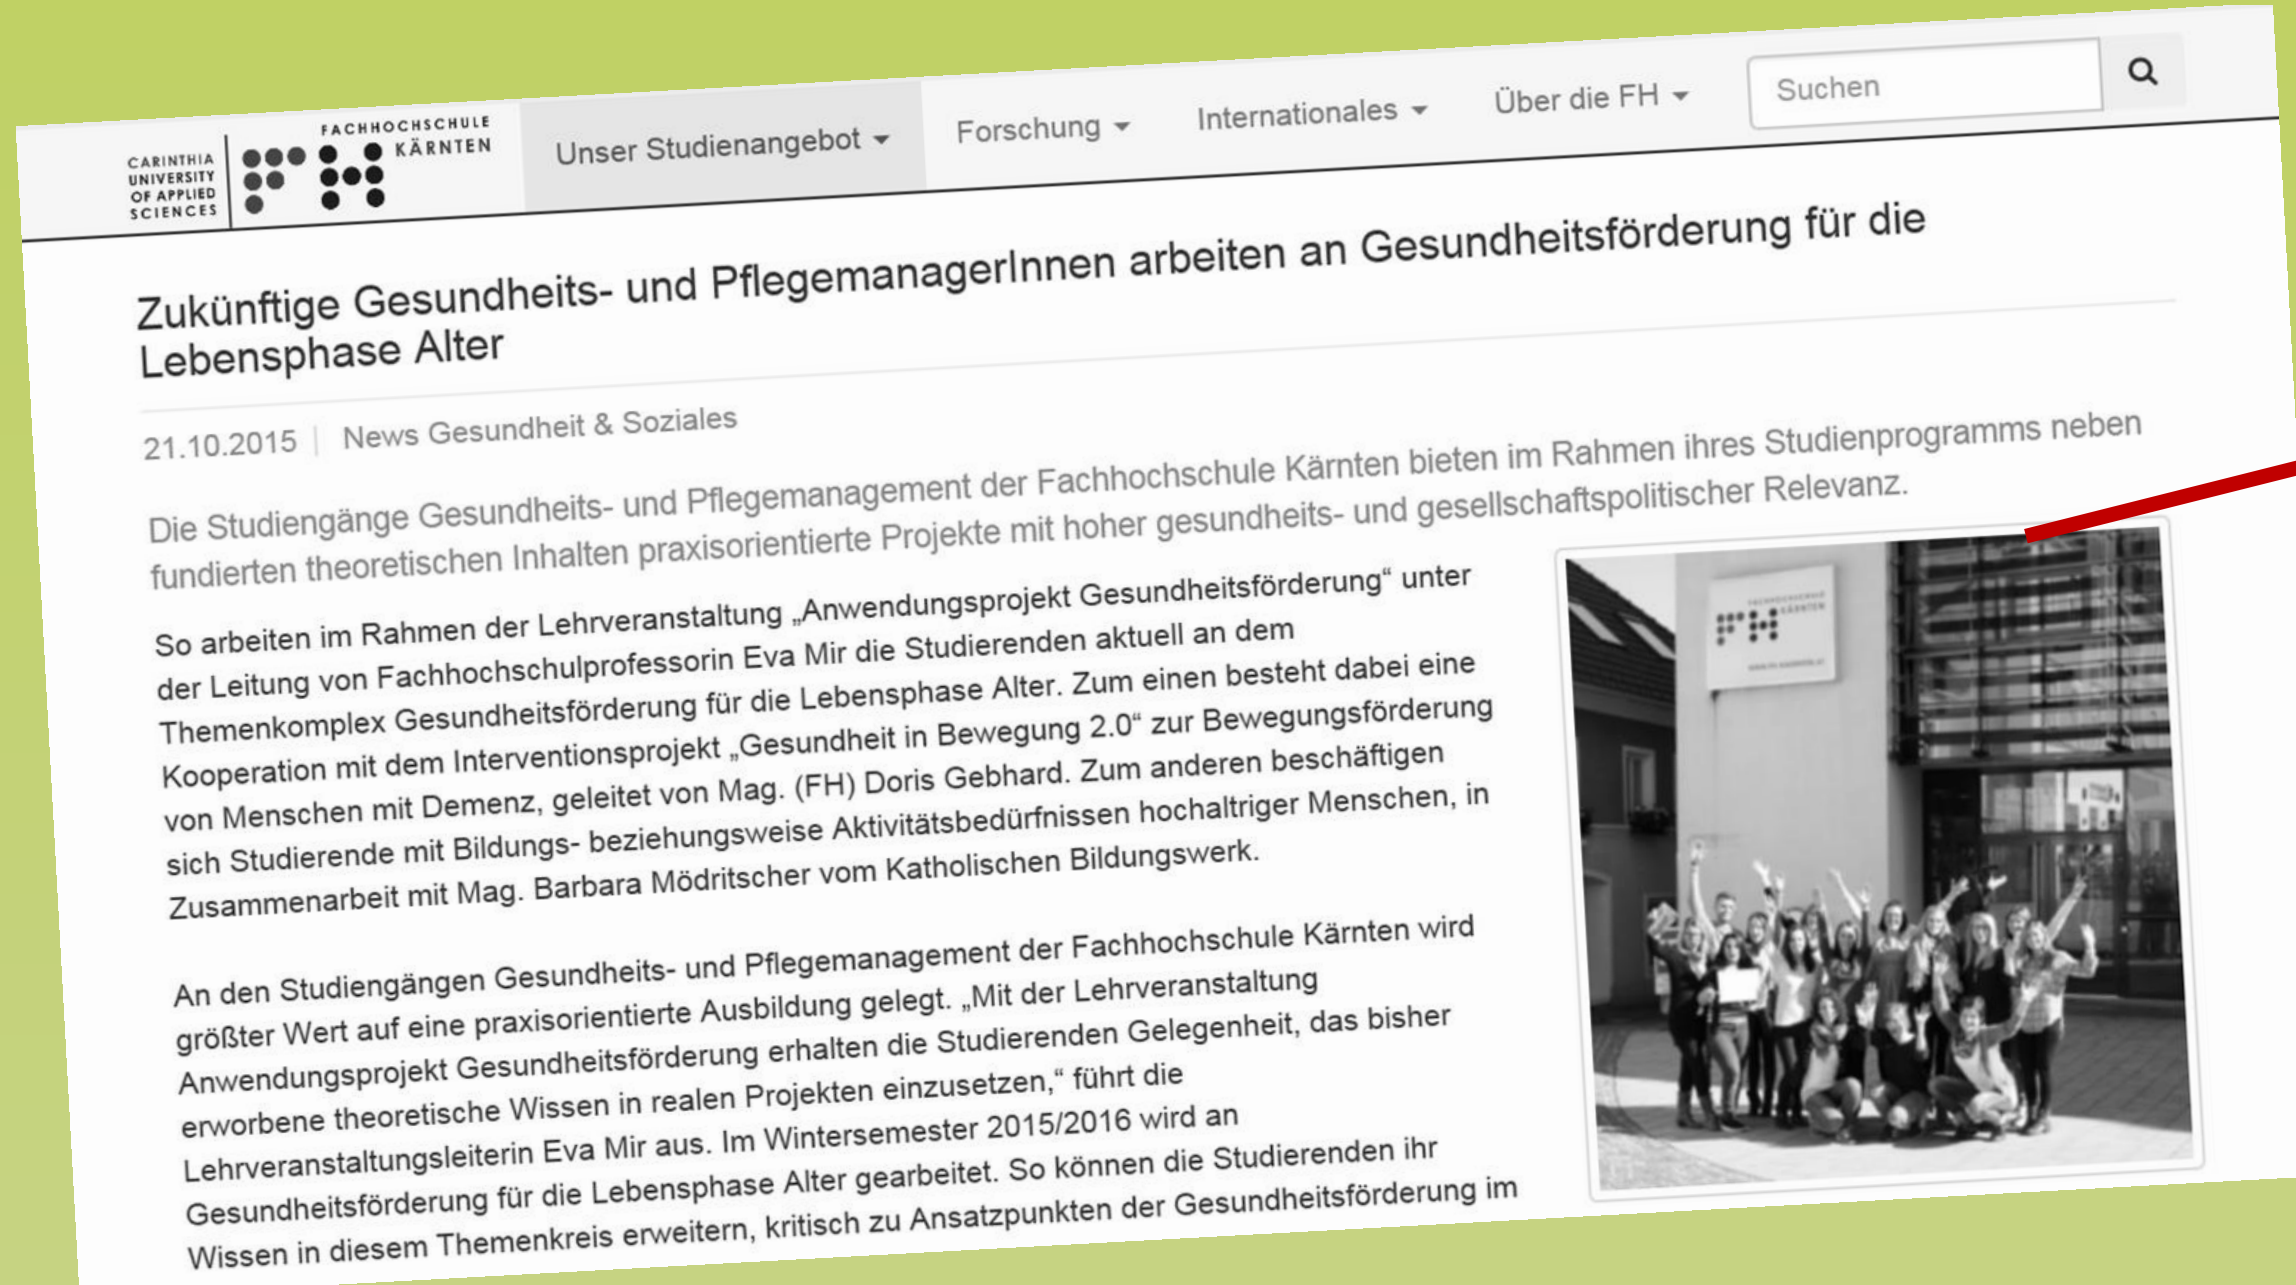 CARINTHIA
UNIVERSITY
OF APPLIED
SCIENCES
FACHHOCHSCHULE
KÄRNTEN
Unser Studienangebot
Forschung
Internationales
Über die FH
Suchen
Zukünftige Gesundheits- und PflegemanagerInnen arbeiten an Gesundheitsförderung für die
Lebensphase Alter
21.10.2015 | News Gesundheit & Soziales
Die Studiengänge Gesundheits- und Pflegemanagement der Fachhochschule Kärnten bieten im Rahmen ihres Studienprogramms neben
fundierten theoretischen Inhalten praxisorientierte Projekte mit hoher gesundheits- und gesellschaftspolitischer Relevanz.
So arbeiten im Rahmen der Lehrveranstaltung „Anwendungsprojekt Gesundheitsförderung“ unter
der Leitung von Fachhochschulprofessorin Eva Mir die Studierenden aktuell an dem
Themenkomplex Gesundheitsförderung für die Lebensphase Alter. Zum einen besteht dabei eine
Kooperation mit dem Interventionsprojekt „Gesundheit in Bewegung 2.0“ zur Bewegungsförderung
von Menschen mit Demenz, geleitet von Mag. (FH) Doris Gebhard. Zum anderen beschäftigen
sich Studierende mit Bildungs- beziehungsweise Aktivitätsbedürfnissen hochaltriger Menschen, in
Zusammenarbeit mit Mag. Barbara Mödritscher vom Katholischen Bildungswerk.
An den Studiengängen Gesundheits- und Pflegemanagement der Fachhochschule Kärnten wird
größter Wert auf eine praxisorientierte Ausbildung gelegt. „Mit der Lehrveranstaltung
Anwendungsprojekt Gesundheitsförderung erhalten die Studierenden Gelegenheit, das bisher
erworbene theoretische Wissen in realen Projekten einzusetzen,“ führt die
Lehrveranstaltungsleiterin Eva Mir aus. Im Wintersemester 2015/2016 wird an
Gesundheitsförderung für die Lebensphase Alter gearbeitet. So können die Studierenden ihr
Wissen in diesem Themenkreis erweitern, kritisch zu Ansatzpunkten der Gesundheitsförderung im
FACHHOCHSCHULE
KÄRNTEN